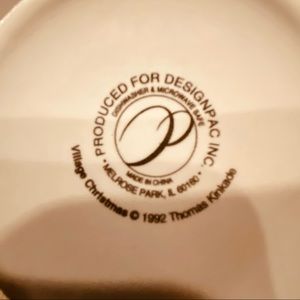 PRODUCED FOR DESIGNPAC INC.
DISHWASHER & MICROWAVE SAFE
P
MADE IN CHINA
• MELROSE PARK, IL 60160 •
Village Christmas © 1992 Thomas Kinkade